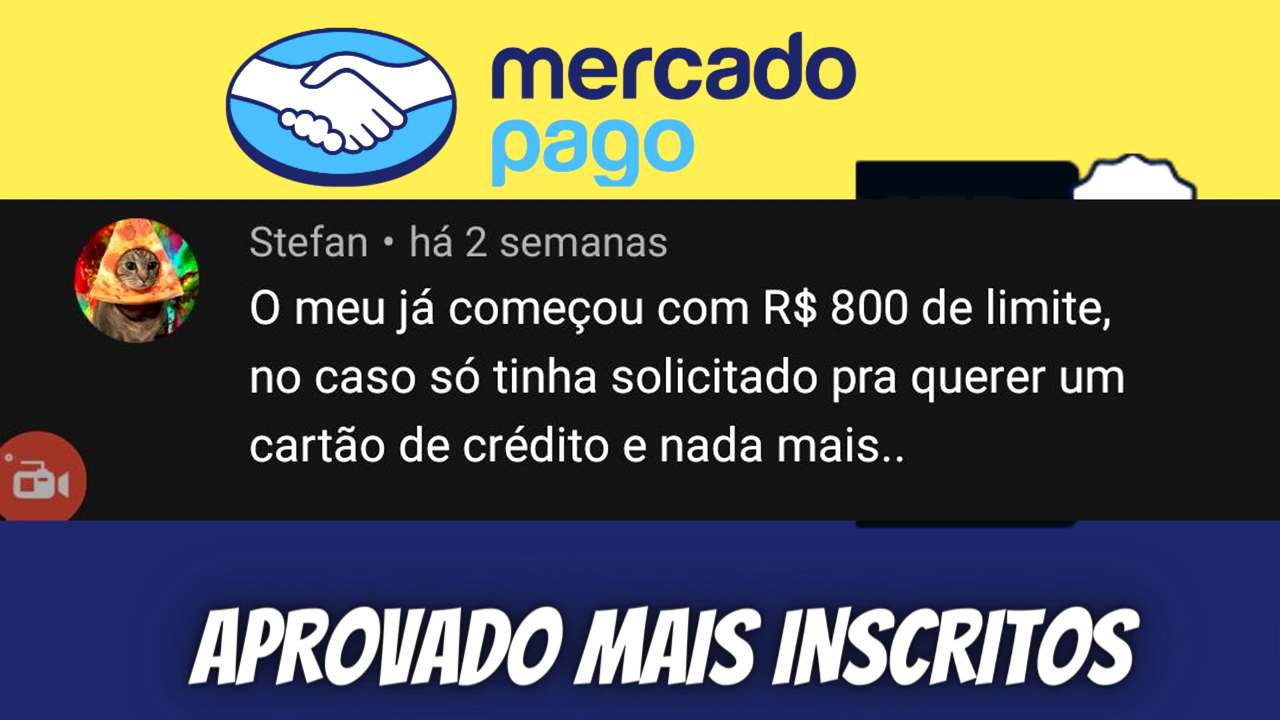 mercado
pago
Stefan • há 2 semanas
O meu já começou com R$ 800 de limite,
no caso só tinha solicitado pra querer um
cartão de crédito e nada mais..
APROVADO MAIS INSCRITOS